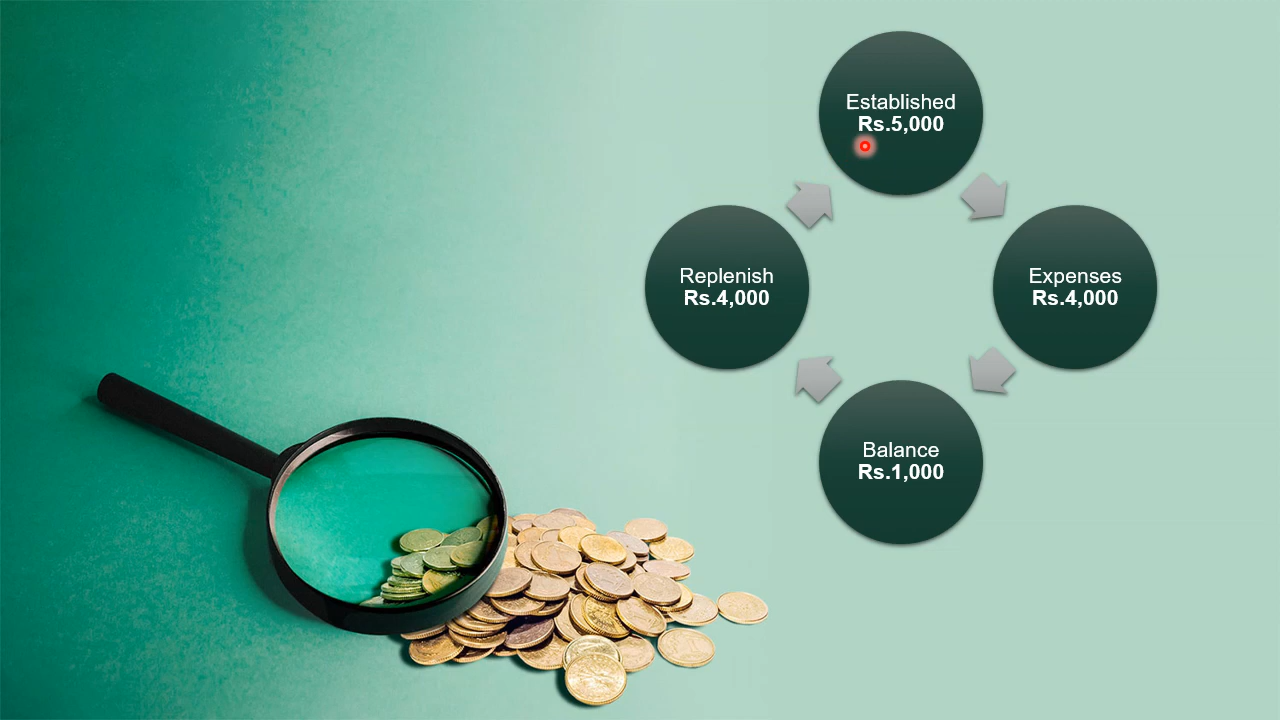 Established
Rs.5,000
Expenses
Rs.4,000
Balance
Rs.1,000
Replenish
Rs.4,000